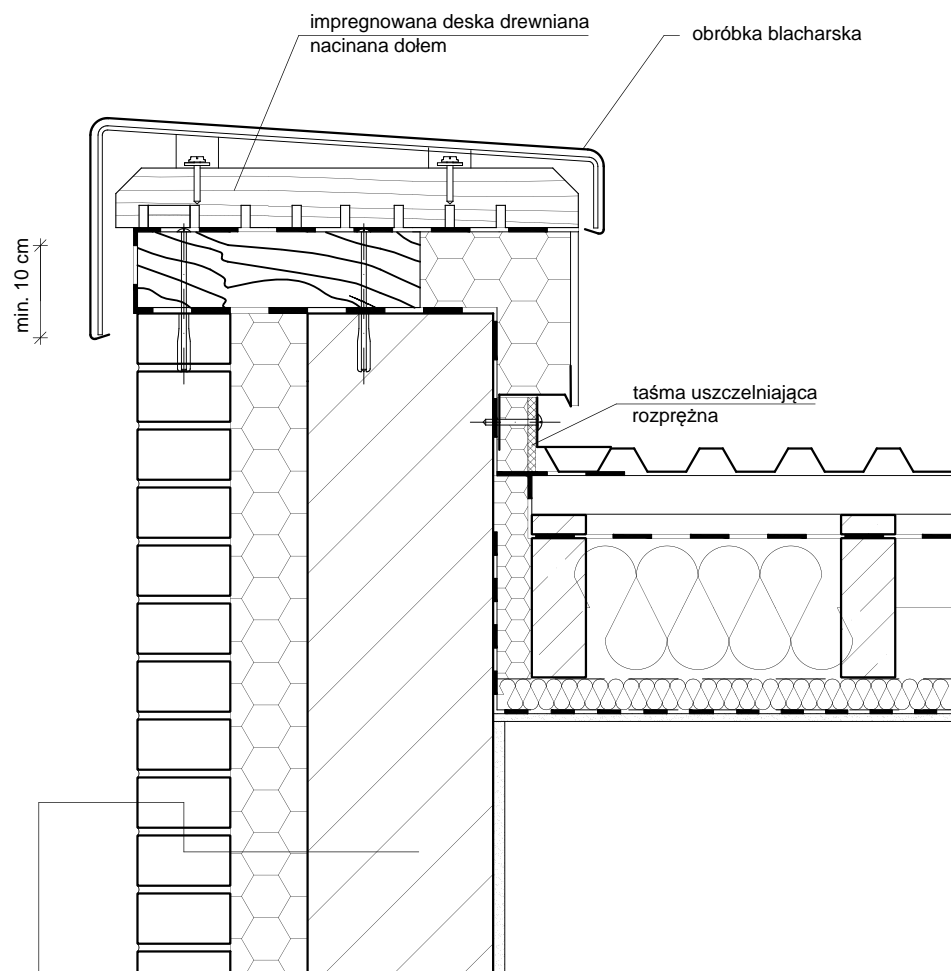 impregnowana deska drewniana
nacinana dołem
obróbka blacharska
min. 10 cm
taśma uszczelniająca
rozprężna